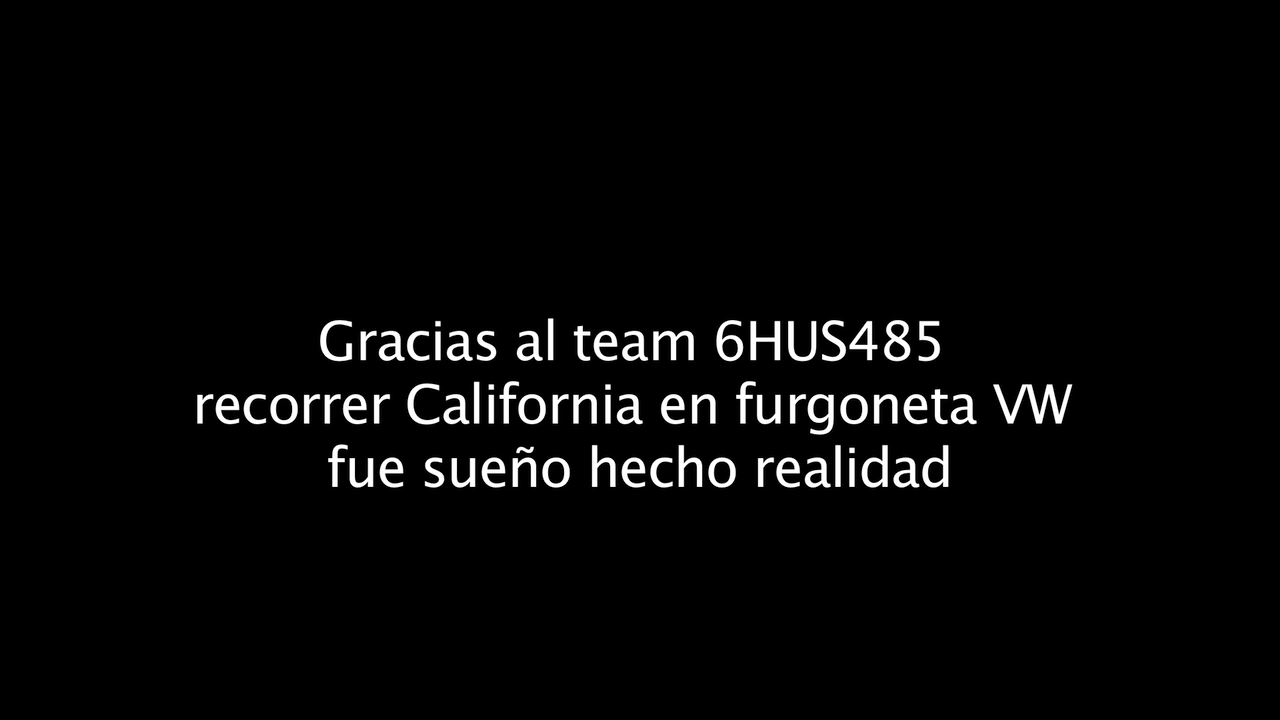 Gracias al team 6HUS485
recorrer California en furgoneta VW
fue sueño hecho realidad